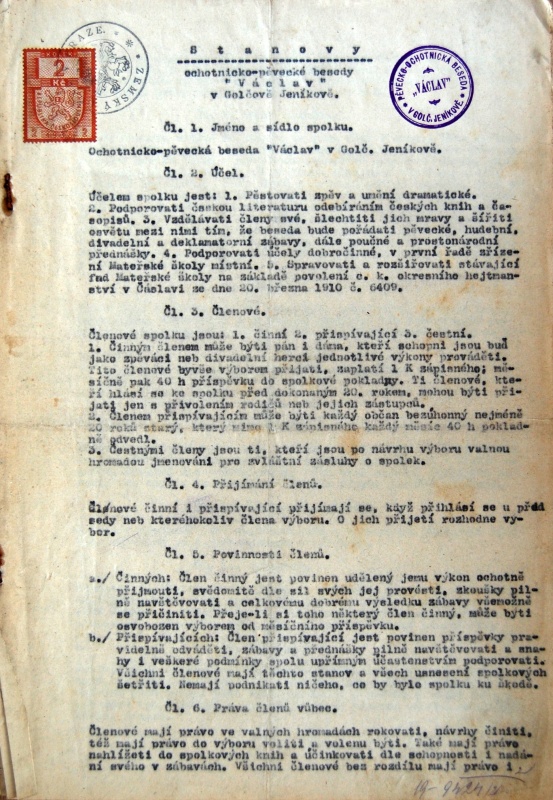 S t a n o v y
ochotnicko-pěvecké besedy
"Václav"
v Golčově Jeníkově.
PRAZE. ZEMSKÝ
2
Kč
2 2
PĚVECKO OCHOTNICKÁ BESEDA
"VÁCLAV"
V GOLČ. JENÍKOVĚ.
Čl. 1. Jméno a sídlo spolku.
Ochotnicko-pěvecká beseda "Václav" v Golč. Jeníkově.
Čl. 2. Účel.
Účelem spolku jest: 1. Pěstovati zpěv a umění dramatické.
2. Podporovati českou literaturu odebíráním českých knih a ča-
sopisů. 3. Vzdělávati členy své, šlechtiti jich mravy a šířiti
osvětu mezi nimi tím, že beseda bude pořádati pěvecké, hudební,
divadelní a deklamatorní zábavy, dále poučné a prostonárodní
přednášky. 4. Podporovati účely dobročinné, v první řadě zříze-
ní Mateřské školy místní. 5. Spravovati a rozšiřovati stávající
fnd Mateřské školy na základě povolení c. k. okresního hejtman-
ství v Čáslavi ze dne 20. března 1910 č. 6409.
Čl. 3. Členové.
Členové spolku jsou: 1. činní 2. přispívající 3. čestní.
1. Činným členem může býti pán i dáma, kteří schopni jsou buď
jako zpěváci neb divadelní herci jednotlivé výkony prováděti.
Tito členové byvše výborem přijati, zaplatí 1 K zápisného; mě-
síčně pak 40 h příspěvku do spolkové pokladny. Ti členové, kte-
ří hlásí se ke spolku před dokonaným 20. rokem, mohou býti při-
jati jen s přivolením rodičů neb jejich zástupců.
2. Členem přispívajícím může býti každý občan bezúhonný nejméně
20 roků starý, který mimo 1 K zápisného každý měsíc 40 h poklad-
ně odvedl.
3. Čestnými členy jsou ti, kteří jsou po návrhu výboru valnou
hromadou jmenováni pro zvláštní zásluhy o spolek.
Čl. 4. Přijímání členů.
Členové činní i přispívající přijímají se, když přihlásí se u před
sedy neb kteréhokoliv člena výboru. O jich přijetí rozhodne vý-
bor.
Čl. 5. Povinnosti členů.
a./ Činných: Člen činný jest povinen udělený jemu výkon ochotně
přijmouti, svědomitě dle sil svých jej provésti, zkoušky pil-
ně navštěvovati a celkovému dobrému výsledku zábavy všemožně
se přičiniti. Přeje-li si toho některý člen činný, může býti
osvobozen výborem od měsíčního příspěvku.
b./ Přispívajících: Člen přispívající jest povinen příspěvky pra-
videlně odváděti, zábavy a přednášky pilně navštěvovati a sna-
hy i veškeré podmínky spolu upřímným účastenstvím podporovati.
Všichni členové mají těchto stanov a všech usnesení spolkových
šetřiti. Nemají podnikati ničeho, co by bylo spolku ku škodě.
Čl. 6. Práva členů vůbec.
Členové mají právo ve valných hromadách rokovati, návrhy činiti,
též mají právo do výboru voliti a volenu býti. Také mají právo
nahlížeti do spolkových knih a účinkovati dle schopnosti i nadá-
ní svého v zábavách. Všichni členové bez rozdílu mají právo i